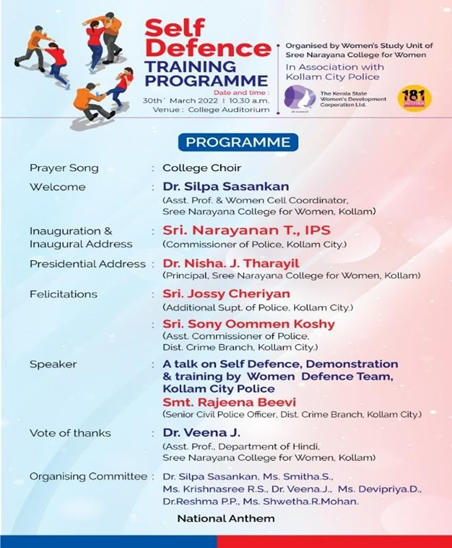 Self
Defence
TRAINING
PROGRAMME
Date and time :
30th´ March 2022 I 10.30 a.m.
Venue : College Auditorium
Organised by Women's Study Unit of
Sree Narayana College for Women
In Association with
Kollam City Police
The Kerala State
Women's Development
Corporation Ltd.
181
PROGRAMME
Prayer Song : College Choir
Welcome : Dr. Silpa Sasankan
(Asst. Prof. & Women Cell Coordinator,
Sree Narayana College for Women, Kollam)
Inauguration & : Sri. Narayanan T., IPS
Inaugural Address (Commissioner of Police, Kollam City.)
Presidential Address : Dr. Nisha. J. Tharayil
(Principal, Sree Narayana College for Women, Kollam)
Felicitations : Sri. Jossy Cheriyan
(Additional Supt. of Police, Kollam City.)
: Sri. Sony Oommen Koshy
(Asst. Commissioner of Police,
Dist. Crime Branch, Kollam City.)
Speaker : A talk on Self Defence, Demonstration
& training by Women Defence Team,
Kollam City Police
Smt. Rajeena Beevi
(Senior Civil Police Officer, Dist. Crime Branch, Kollam City.)
Vote of thanks : Dr. Veena J.
(Asst. Prof., Department of Hindi,
Sree Narayana College for Women, Kollam)
Organising Committee : Dr. Silpa Sasankan, Ms. Smitha.S.,
Ms. Krishnasree R.S., Dr. Veena.J., Ms. Devipriya.D.,
Dr.Reshma P.P., Ms. Shwetha.R.Mohan.
National Anthem